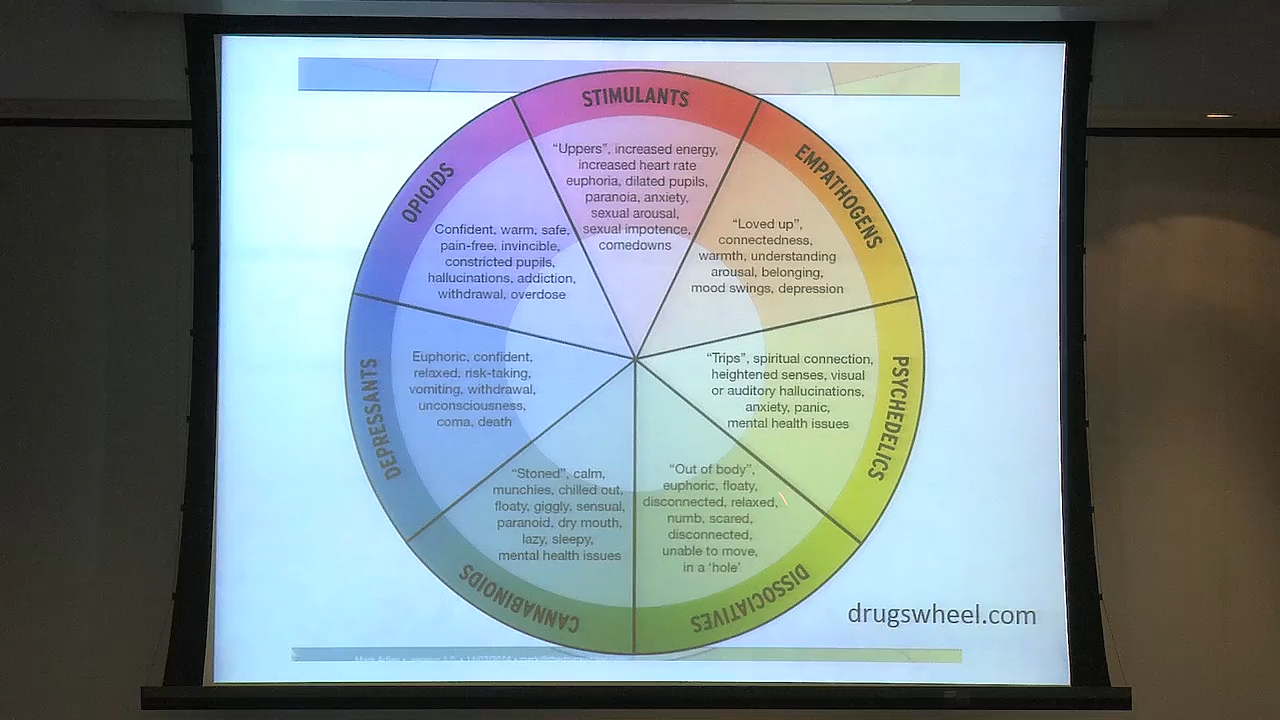 STIMULANTS
"Uppers", increased energy,
increased heart rate
euphoria, dilated pupils,
paranoia, anxiety,
sexual arousal,
sexual impotence,
comedowns
EMPATHOGENS
"Loved up",
connectedness,
warmth, understanding
arousal, belonging,
mood swings, depression
PSYCHEDELICS
"Trips", spiritual connection,
heightened senses, visual
or auditory hallucinations,
anxiety, panic,
mental health issues
DISSOCIATIVES
"Out of body",
euphoric, floaty,
disconnected, relaxed,
numb, scared,
disconnected,
unable to move,
in a 'hole'
CANNABINOIDS
"Stoned", calm,
munchies, chilled out,
floaty, giggly, sensual,
paranoid, dry mouth,
lazy, sleepy,
mental health issues
DEPRESSANTS
Euphoric, confident,
relaxed, risk-taking,
vomiting, withdrawal,
unconsciousness,
coma, death
OPIOIDS
Confident, warm, safe,
pain-free, invincible,
constricted pupils,
hallucinations, addiction,
withdrawal, overdose
drugswheel.com